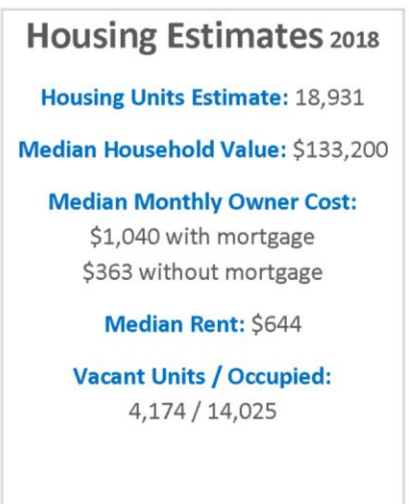 Housing Estimates 2018
Housing Units Estimate: 18,931
Median Household Value: $133,200
Median Monthly Owner Cost:
$1,040 with mortgage
$363 without mortgage
Median Rent: $644
Vacant Units / Occupied:
4,174 / 14,025